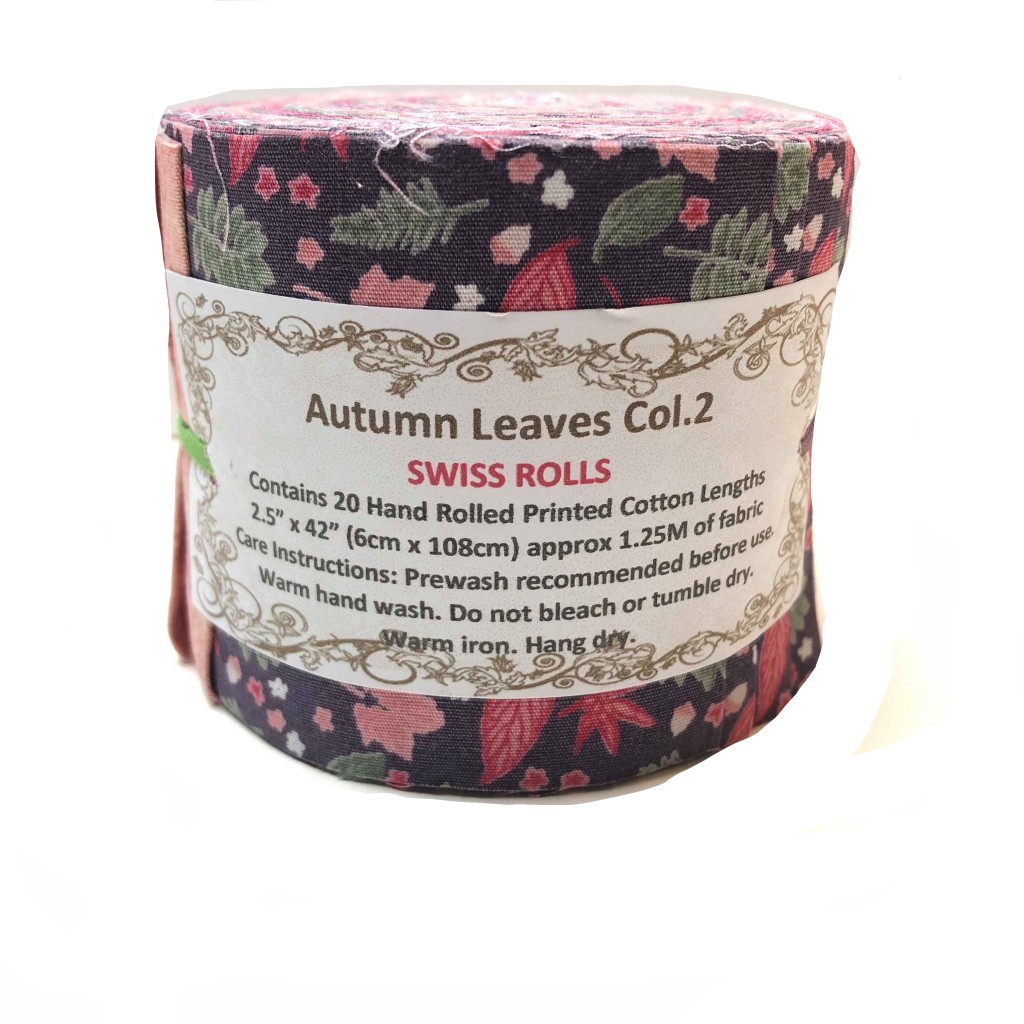 Autumn Leaves Col.2
SWISS ROLLS
Contains 20 Hand Rolled Printed Cotton Lengths
2.5” x 42” (6cm x 108cm) approx 1.25M of fabric
Care Instructions: Prewash recommended before use.
Warm hand wash. Do not bleach or tumble dry.
Warm iron. Hang dry.